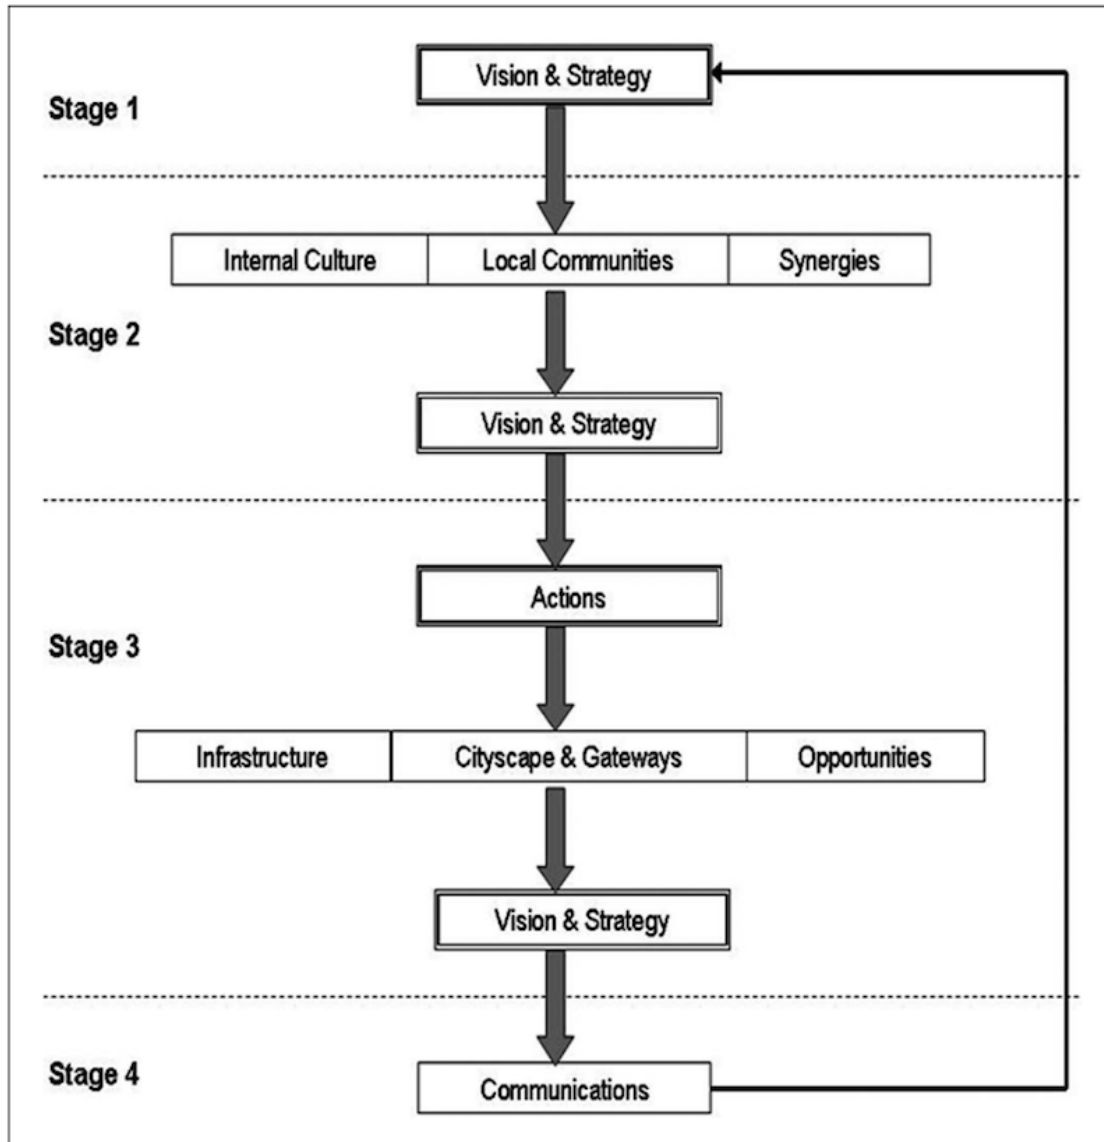 Vision & Strategy
Stage 1
Internal Culture Local Communities Synergies
Stage 2
Vision & Strategy
Actions
Stage 3
Infrastructure Cityscape & Gateways Opportunities
Vision & Strategy
Stage 4
Communications